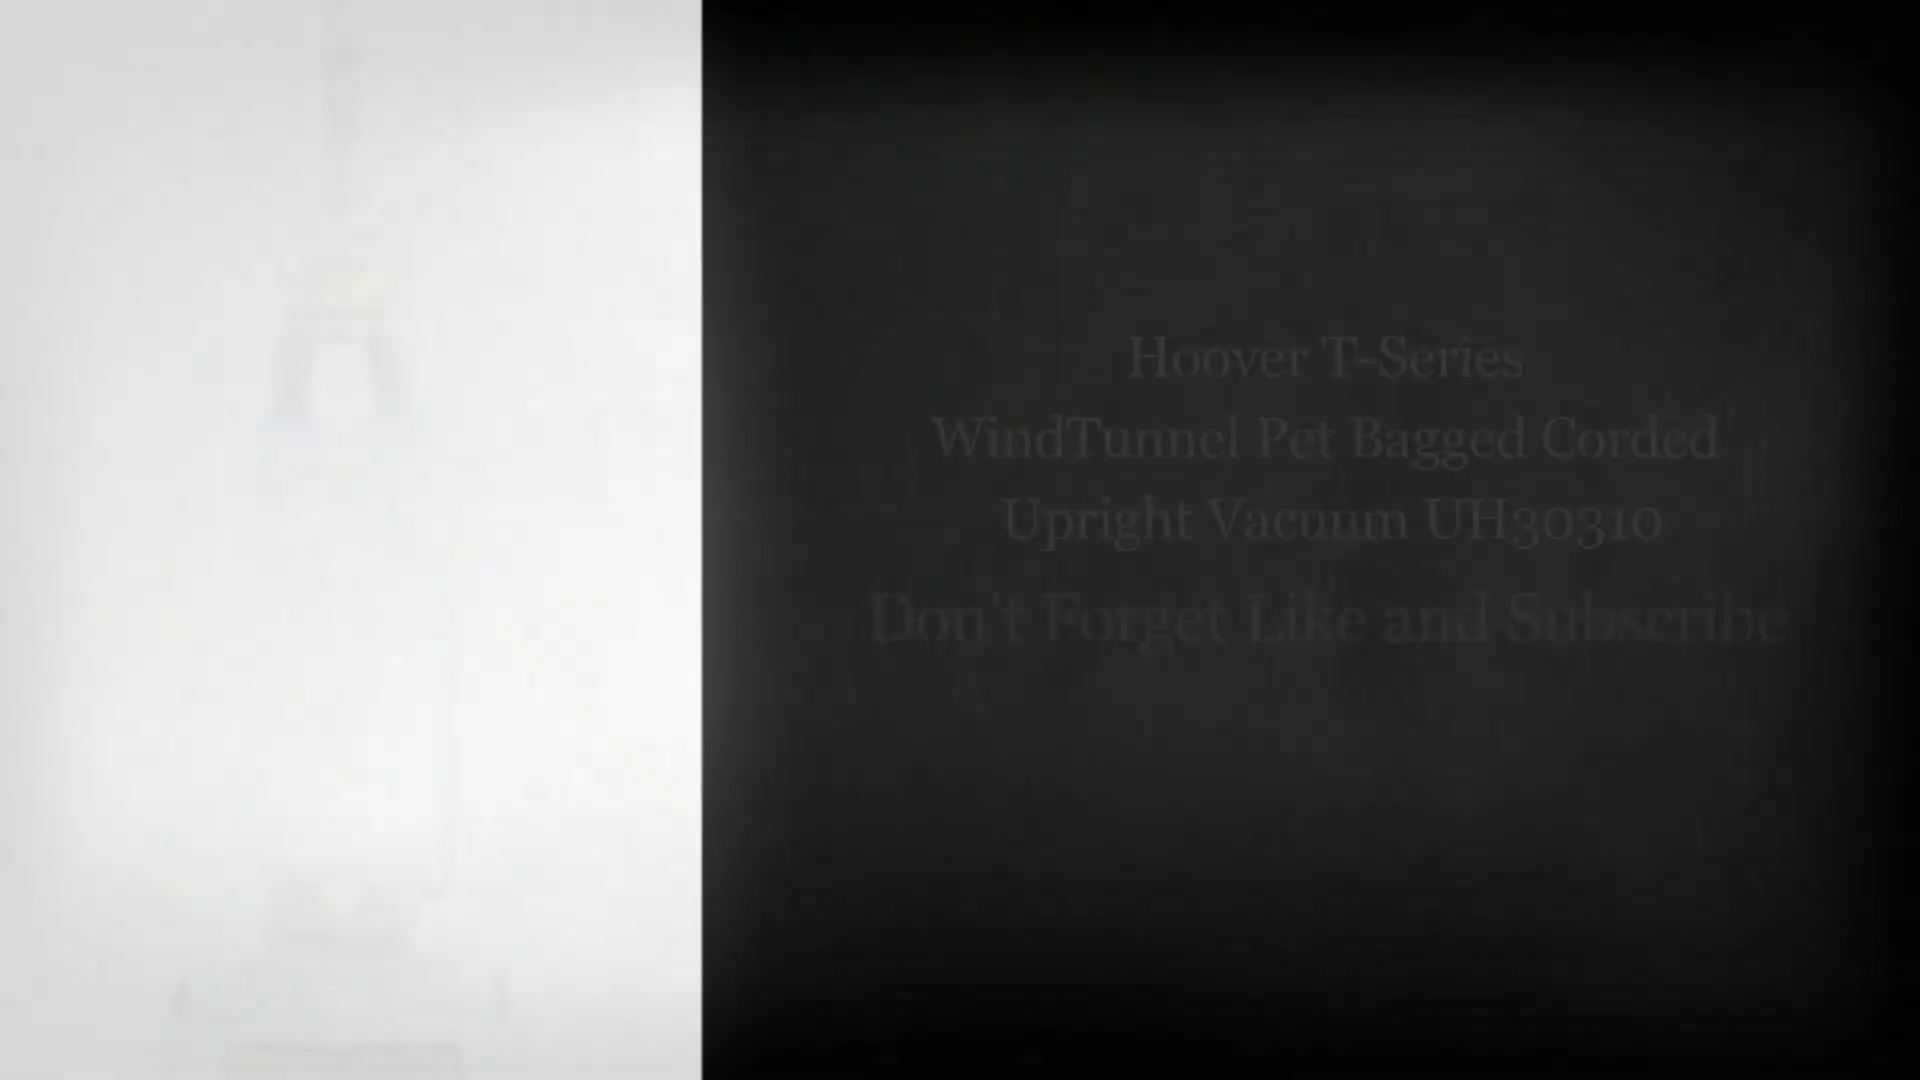 Hoover T-Series
WindTunnel Pet Bagged Corded
Upright Vacuum UH30310
Don't Forget Like and Subscribe